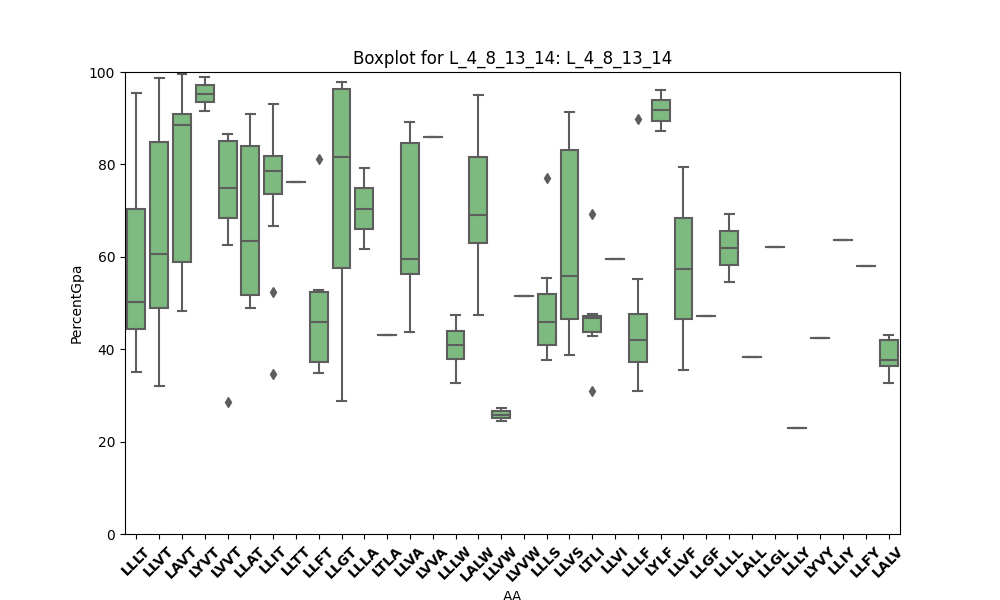 Boxplot for L_4_8_13_14: L_4_8_13_14
100
80
60
40
20
0
PercentGpa
LLLT LLVT LAVT LYVT LVVT LLAT LLIT LLTT LLFT LLGT LLLA LTLA LLVA LVVA LLLW LALW LLVW LVVW LLLS LLVS LTLI LLVI LLLF LYLF LLVF LLGF LLLL LALL LLGL LLLY LYVY LLIY LLFY LALV
AA